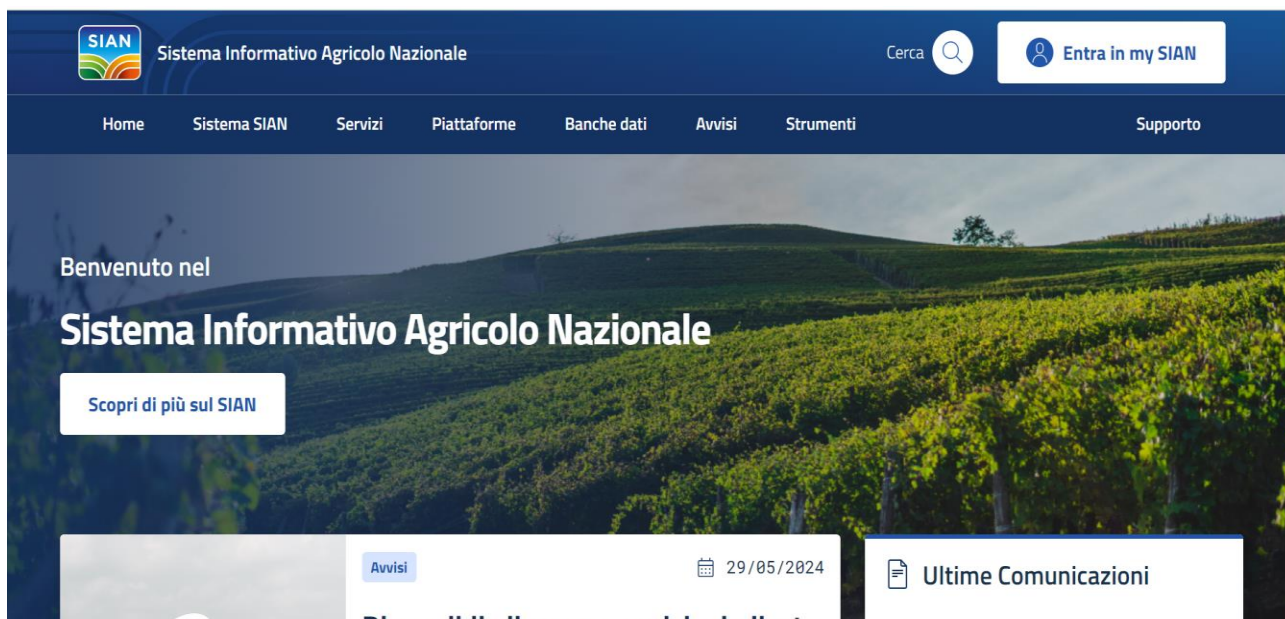 SIAN
Sistema Informativo Agricolo Nazionale
Cerca
Entra in my SIAN
Home Sistema SIAN Servizi Piattaforme Banche dati Avvisi Strumenti Supporto
Benvenuto nel
Sistema Informativo Agricolo Nazionale
Scopri di più sul SIAN
Avvisi
29/05/2024
Ultime Comunicazioni